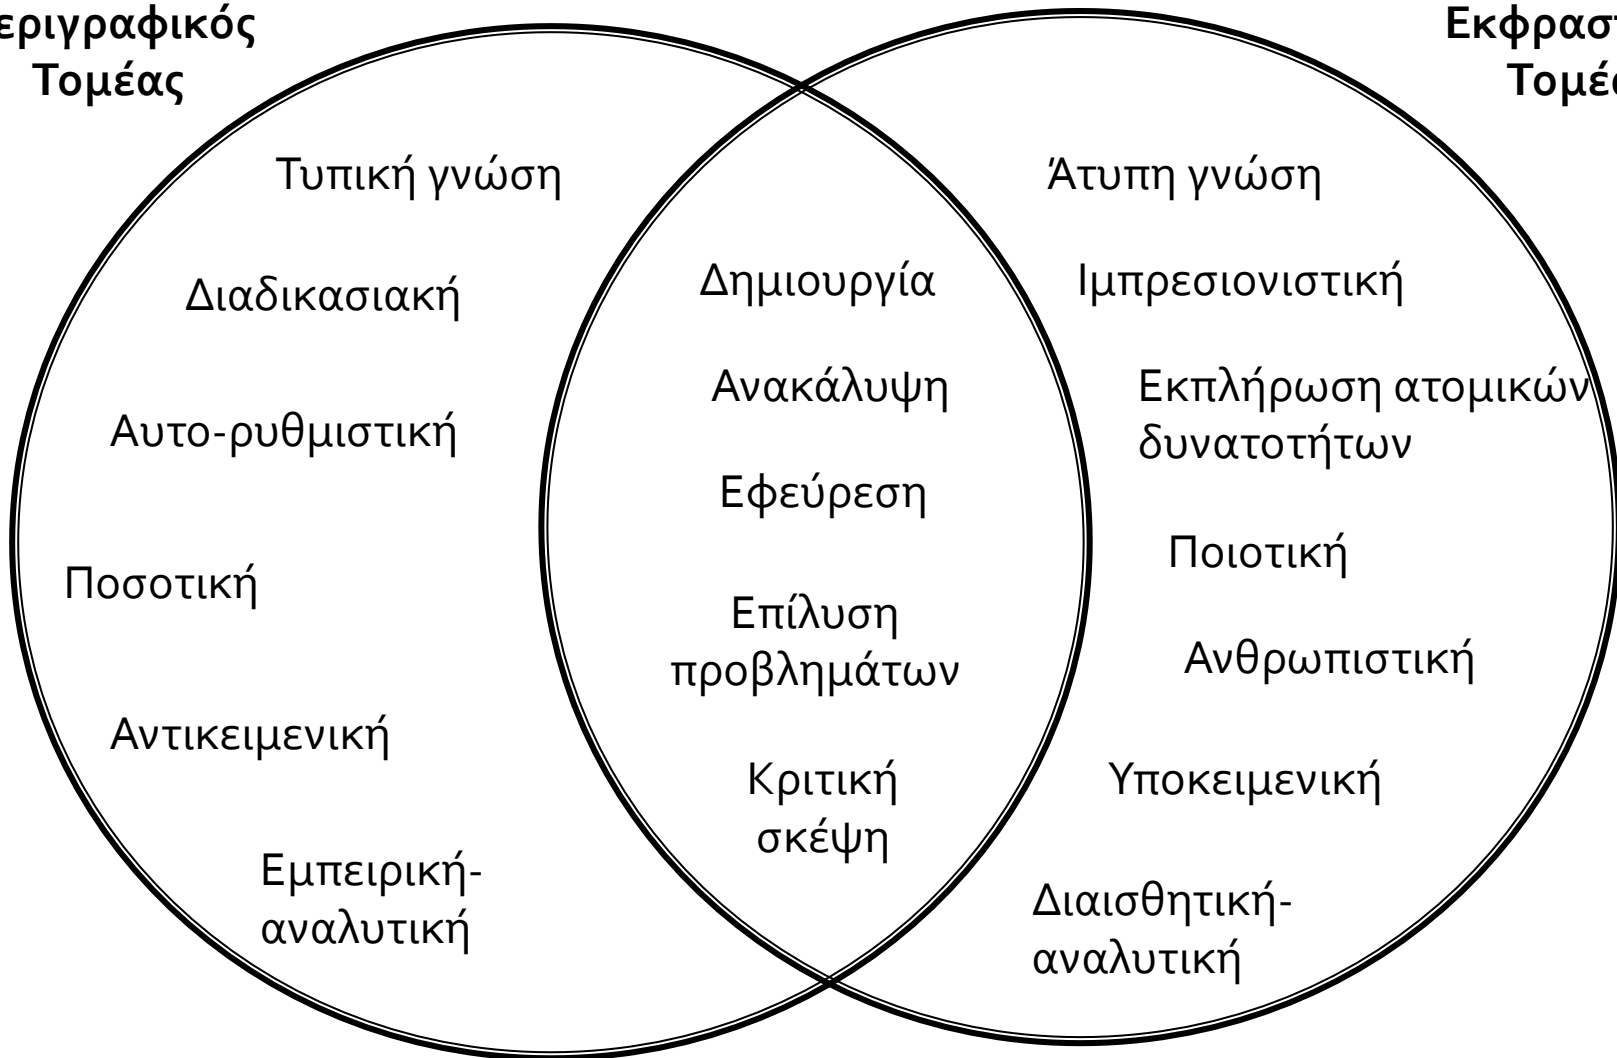 εριγραφικός
Τομέας
Τυπική γνώση
Διαδικασιακή
Αυτο-ρυθμιστική
Ποσοτική
Αντικειμενική
Εμπειρική-
αναλυτική
Δημιουργία
Ανακάλυψη
Εφεύρεση
Επίλυση
προβλημάτων
Κριτική
σκέψη
Εκφραστ
Τομέα
Άτυπη γνώση
Ιμπρεσιονιστική
Εκπλήρωση ατομικών
δυνατοτήτων
Ποιοτική
Ανθρωπιστική
Υποκειμενική
Διαισθητική-
αναλυτική